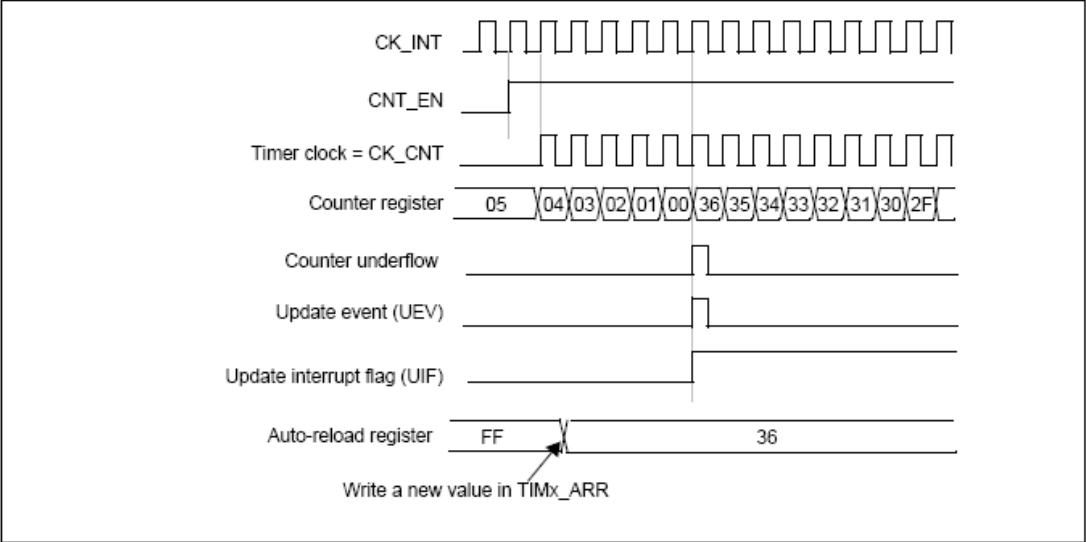 CK_INT
CNT_EN
Timer clock = CK_CNT
Counter register 05 04 03 02 01 00 36 35 34 33 32 31 30 2F
Counter underflow
Update event (UEV)
Update interrupt flag (UIF)
Auto-reload register FF 36
Write a new value in TIMx_ARR